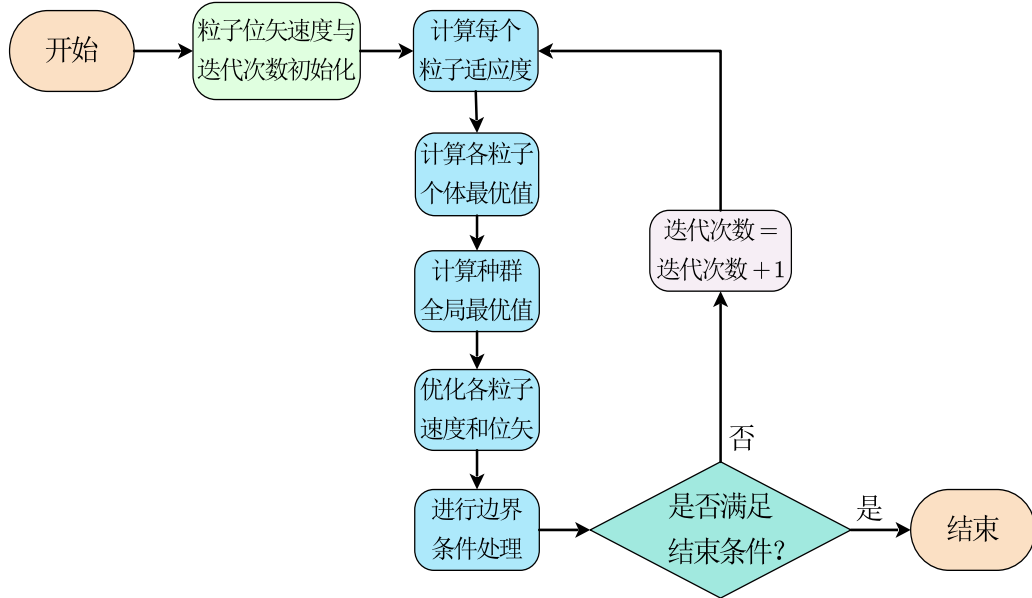 开始
粒子位矢速度与
迭代次数初始化
计算每个
粒子适应度
计算各粒子
个体最优值
计算种群
全局最优值
优化各粒子
速度和位矢
进行边界
条件处理
是否满足
结束条件?
否
迭代次数=
迭代次数+1
是
结束